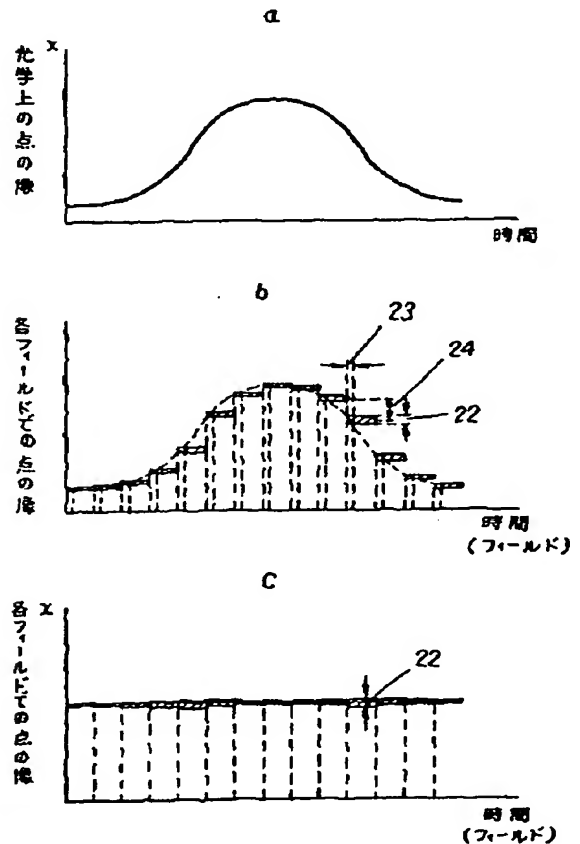 a
x
光学上の点の像
時間
b
各フィールドでの点の像
23
24
22
時間
(フィールド)
C
x
各フィールドでの点の像
22
時間
(フィールド)